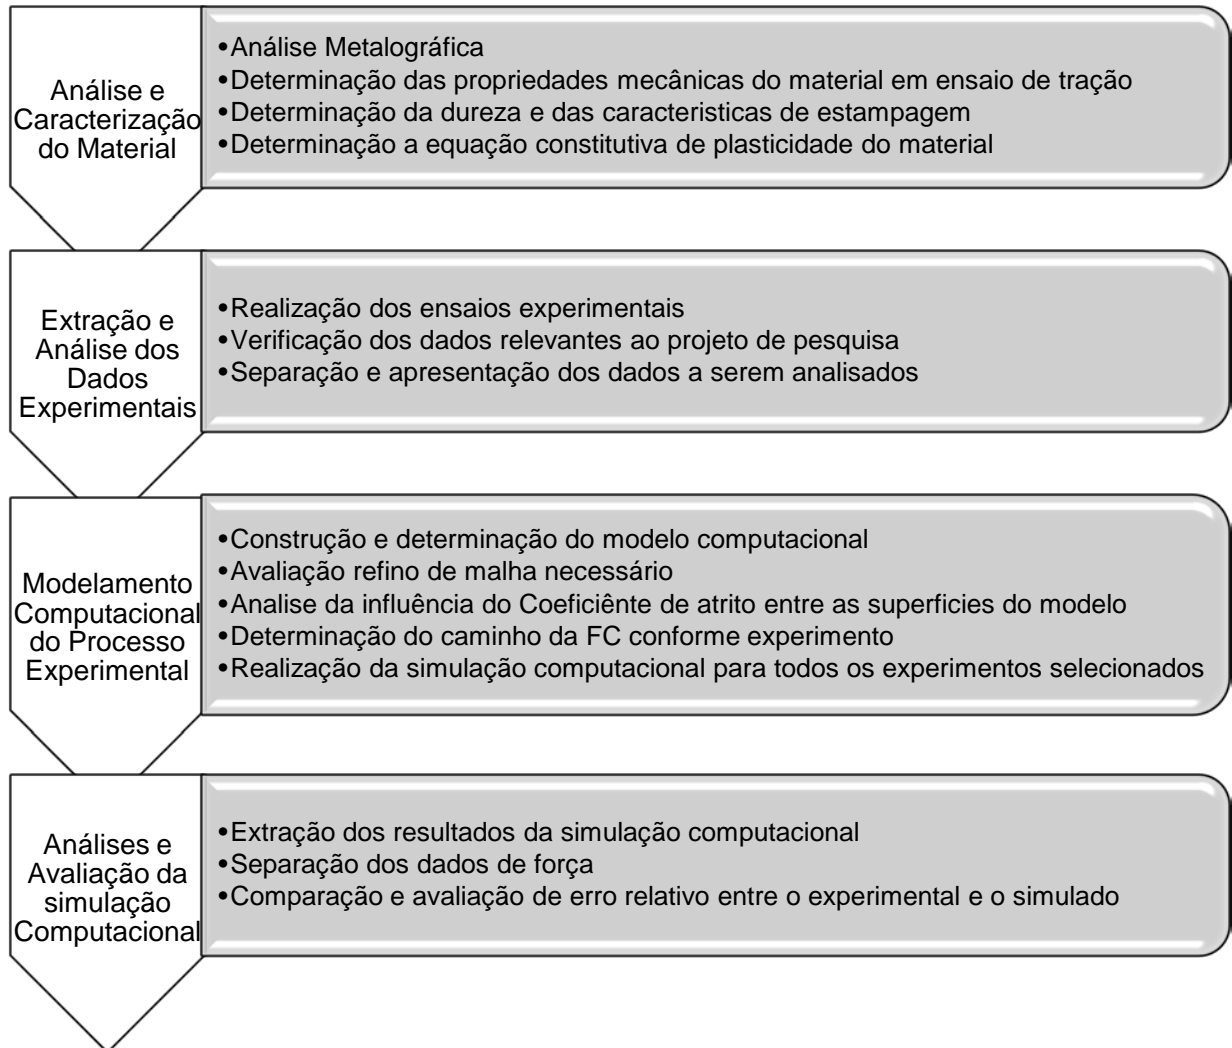 Análise e
Caracterização
do Material
•Análise Metalográfica
•Determinação das propriedades mecânicas do material em ensaio de tração
•Determinação da dureza e das caracteristicas de estampagem
•Determinação a equação constitutiva de plasticidade do material
Extração e
Análise dos
Dados
Experimentais
•Realização dos ensaios experimentais
•Verificação dos dados relevantes ao projeto de pesquisa
•Separação e apresentação dos dados a serem analisados
Modelamento
Computacional
do Processo
Experimental
•Construção e determinação do modelo computacional
•Avaliação refino de malha necessário
•Analise da influência do Coeficiênte de atrito entre as superficies do modelo
•Determinação do caminho da FC conforme experimento
•Realização da simulação computacional para todos os experimentos selecionados
Análises e
Avaliação da
simulação
Computacional
•Extração dos resultados da simulação computacional
•Separação dos dados de força
•Comparação e avaliação de erro relativo entre o experimental e o simulado